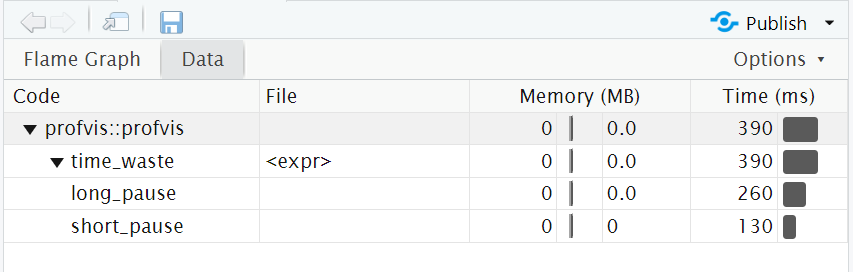 Publish
Flame Graph Data Options
Code File Memory (MB) Time (ms)
profvis::profvis 0 0.0 390
time_waste <expr> 0 0.0 390
long_pause 0 0.0 260
short_pause 0 0 130